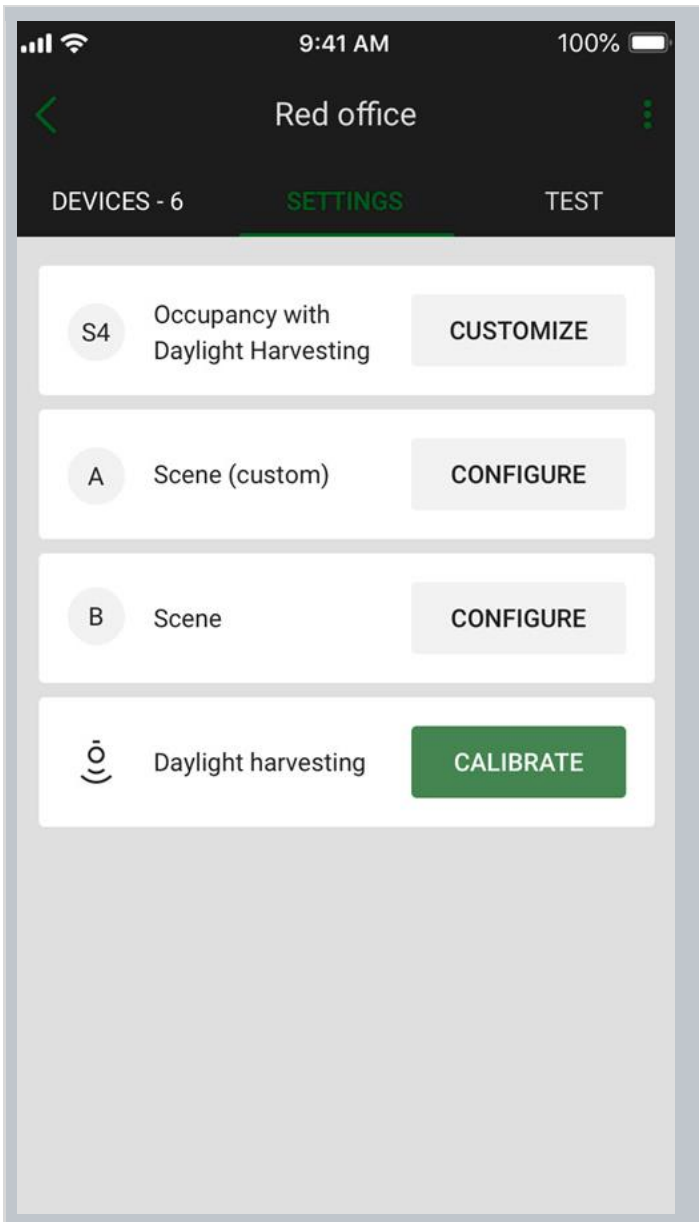 9:41 AM
100%
Red office
DEVICES - 6
SETTINGS
TEST
S4
Occupancy with
Daylight Harvesting
CUSTOMIZE
A
Scene (custom)
CONFIGURE
B
Scene
CONFIGURE
Daylight harvesting
CALIBRATE